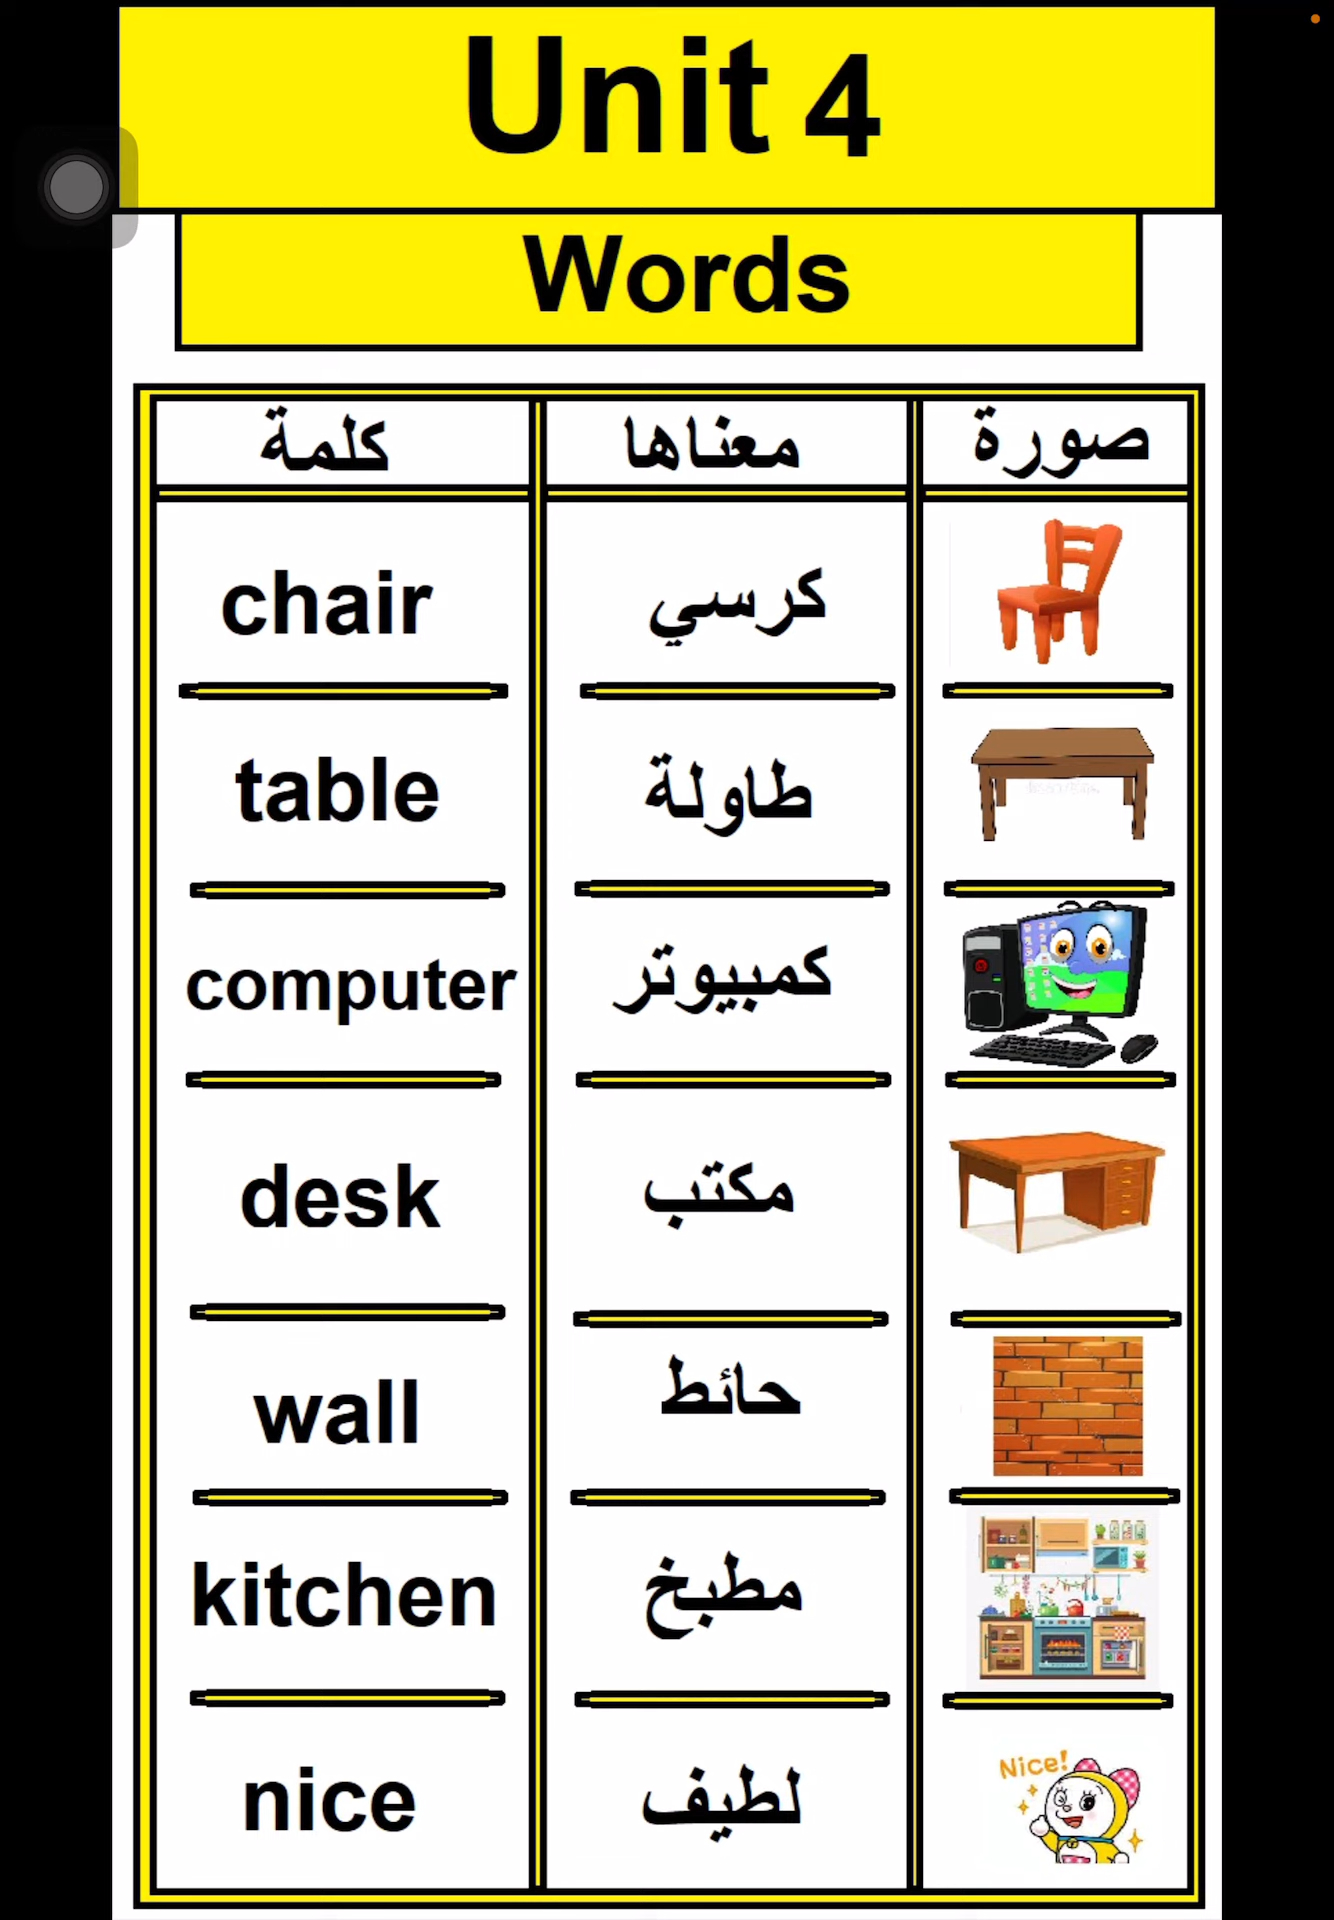 Unit 4
Words
كلمة معناها صورة
chair كرسي
table طاولة
computer كمبيوتر
desk مكتب
wall حائط
kitchen مطبخ
nice لطيف Nice!